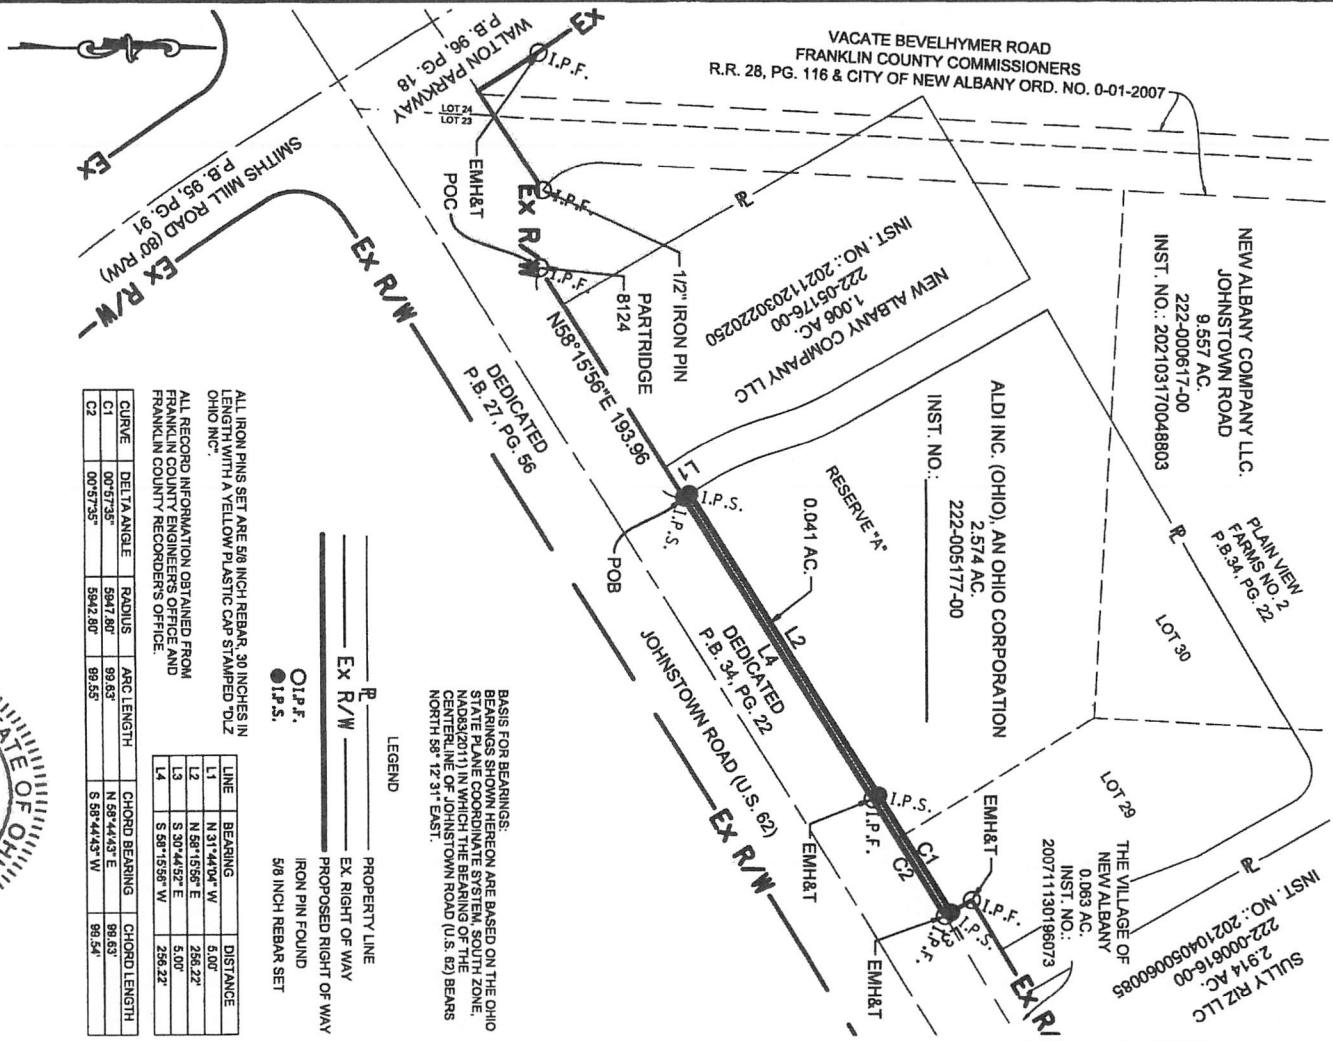 VACATE BEVELHYMER ROAD
FRANKLIN COUNTY COMMISSIONERS
R.R. 28, PG. 116 & CITY OF NEW ALBANY ORD. NO. 0-01-2007
WALTON PARKWAY
P.B. 96, PG. 18
EX
I.P.F.
LOT 24
LOT 23
EMH&T
POC
I.P.F.
EX R/W
I.P.F.
1/2" IRON PIN
PARTRIDGE
8124
SMITHS MILL ROAD (80' R/W)
P.B. 95, PG. 91
EX
EX
EX R/W
EX R/W
N58°15'56"E 193.96
DEDICATED
P.B. 27, PG. 56
PL
NEW ALBANY COMPANY LLC
1.006 AC.
222-05176-00
INST. NO.: 202112030220250
NEW ALBANY COMPANY LLC.
JOHNSTOWN ROAD
9.557 AC.
222-000617-00
INST. NO.: 202103170048803
ALDI INC. (OHIO), AN OHIO CORPORATION
2.574 AC.
222-005177-00
INST. NO.:
RESERVE "A"
0.041 AC.
L1
I.P.S.
I.P.S.
POB
L2
L4
DEDICATED
P.B. 34, PG. 22
JOHNSTOWN ROAD (U.S. 62)
EX R/W
PL
PLAIN VIEW
FARMS NO. 2
P.B.34, PG. 22
LOT 30
LOT 29
I.P.S.
I.P.F.
EMH&T
C1
C2
EMH&T
I.P.F.
I.P.S.
L3
I.P.F.
EMH&T
EX R/
THE VILLAGE OF
NEW ALBANY
0.063 AC.
INST. NO.:
200711130196073
PL
SULLY RIZ LLC
2.914 AC.
222-000616-00
INST. NO.: 202104050060085
BASIS FOR BEARINGS:
BEARINGS SHOWN HEREON ARE BASED ON THE OHIO
STATE PLANE COORDINATE SYSTEM, SOUTH ZONE,
NAD83(2011) IN WHICH THE BEARING OF THE
CENTERLINE OF JOHNSTOWN ROAD (U.S. 62) BEARS
NORTH 58° 12' 31" EAST.
LEGEND
PL PROPERTY LINE
EX R/W EX. RIGHT OF WAY
PROPOSED RIGHT OF WAY
I.P.F. IRON PIN FOUND
I.P.S. 5/8 INCH REBAR SET
ALL IRON PINS SET ARE 5/8 INCH REBAR, 30 INCHES IN
LENGTH WITH A YELLOW PLASTIC CAP STAMPED "DLZ
OHIO INC".
ALL RECORD INFORMATION OBTAINED FROM
FRANKLIN COUNTY ENGINEER'S OFFICE AND
FRANKLIN COUNTY RECORDER'S OFFICE.
LINE BEARING DISTANCE
L1 N 31°44'04" W 5.00'
L2 N 58°15'56" E 256.22'
L3 S 30°44'52" E 5.00'
L4 S 58°15'56" W 256.22'
CURVE DELTA ANGLE RADIUS ARC LENGTH CHORD BEARING CHORD LENGTH
C1 00°57'35" 5947.80' 99.63' N 58°44'43" E 99.63'
C2 00°57'35" 5942.80' 99.55' S 58°44'43" W 99.54'
ATE OF OH